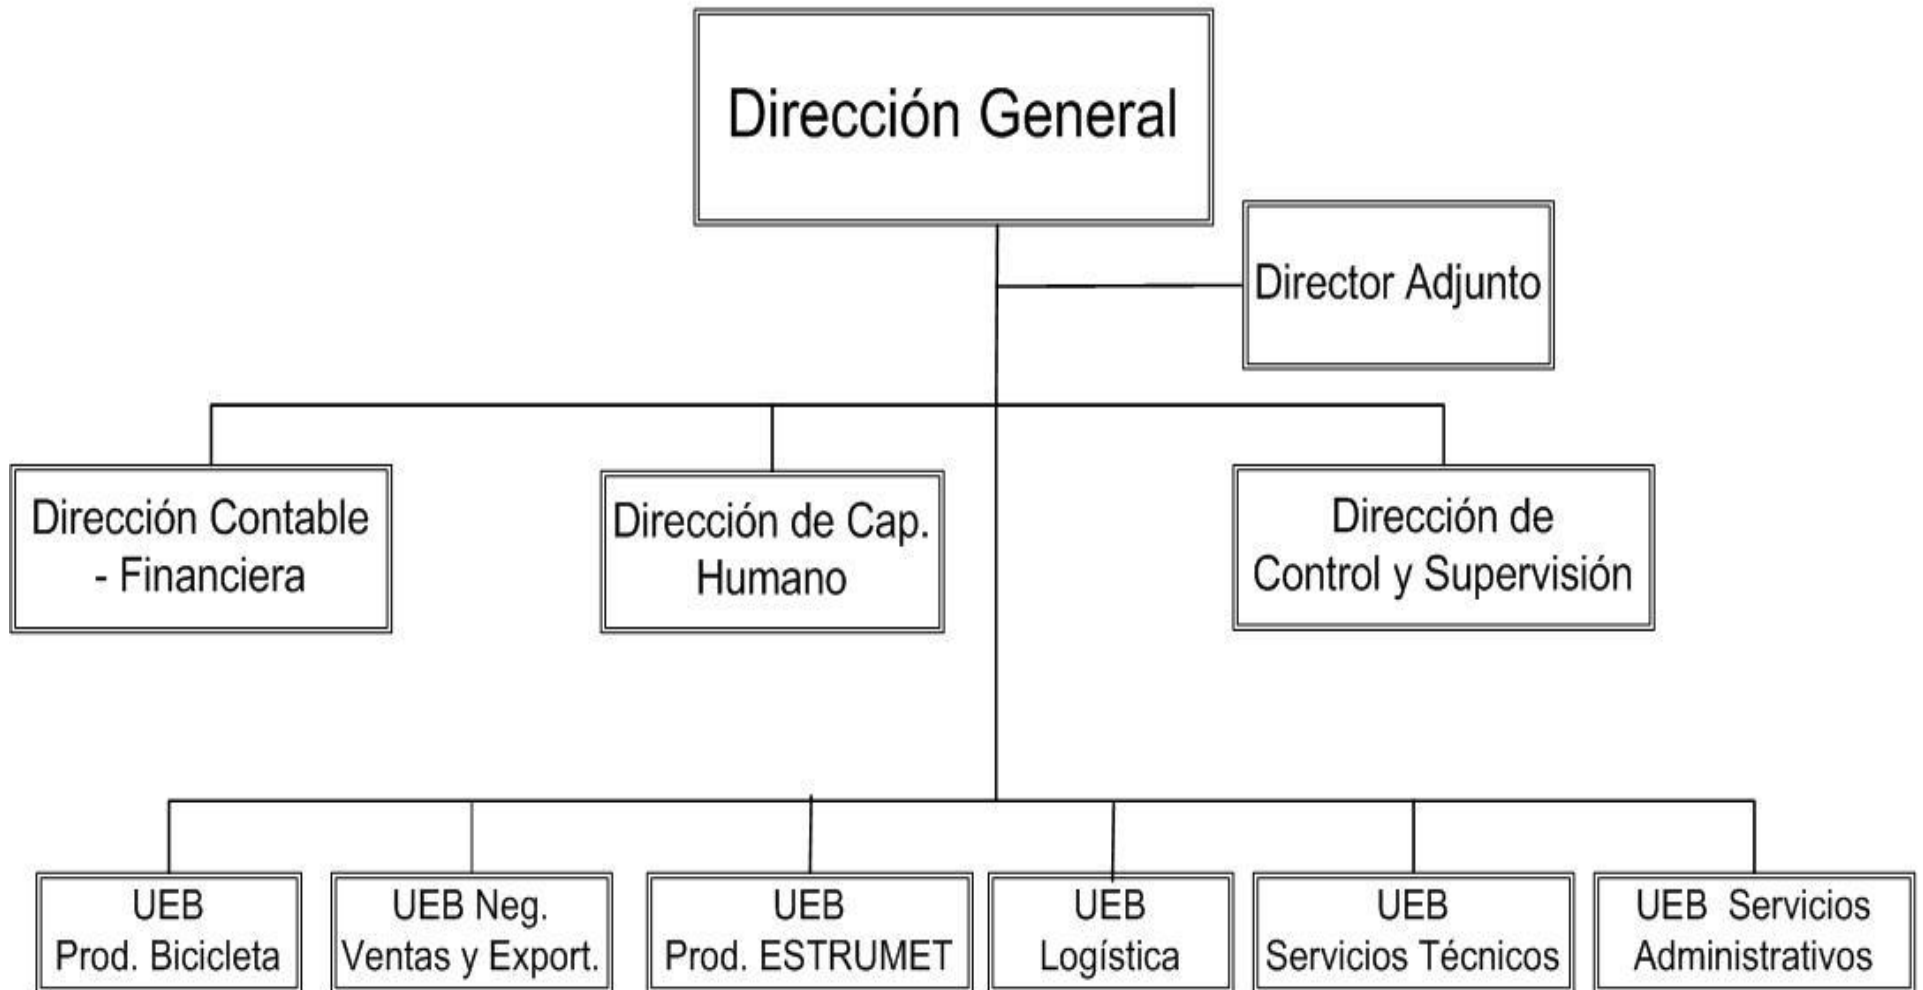 Dirección General
Director Adjunto
Dirección Contable
- Financiera
Dirección de Cap.
Humano
Dirección de
Control y Supervisión
UEB
Prod. Bicicleta
UEB Neg.
Ventas y Export.
UEB
Prod. ESTRUMET
UEB
Logística
UEB
Servicios Técnicos
UEB Servicios
Administrativos